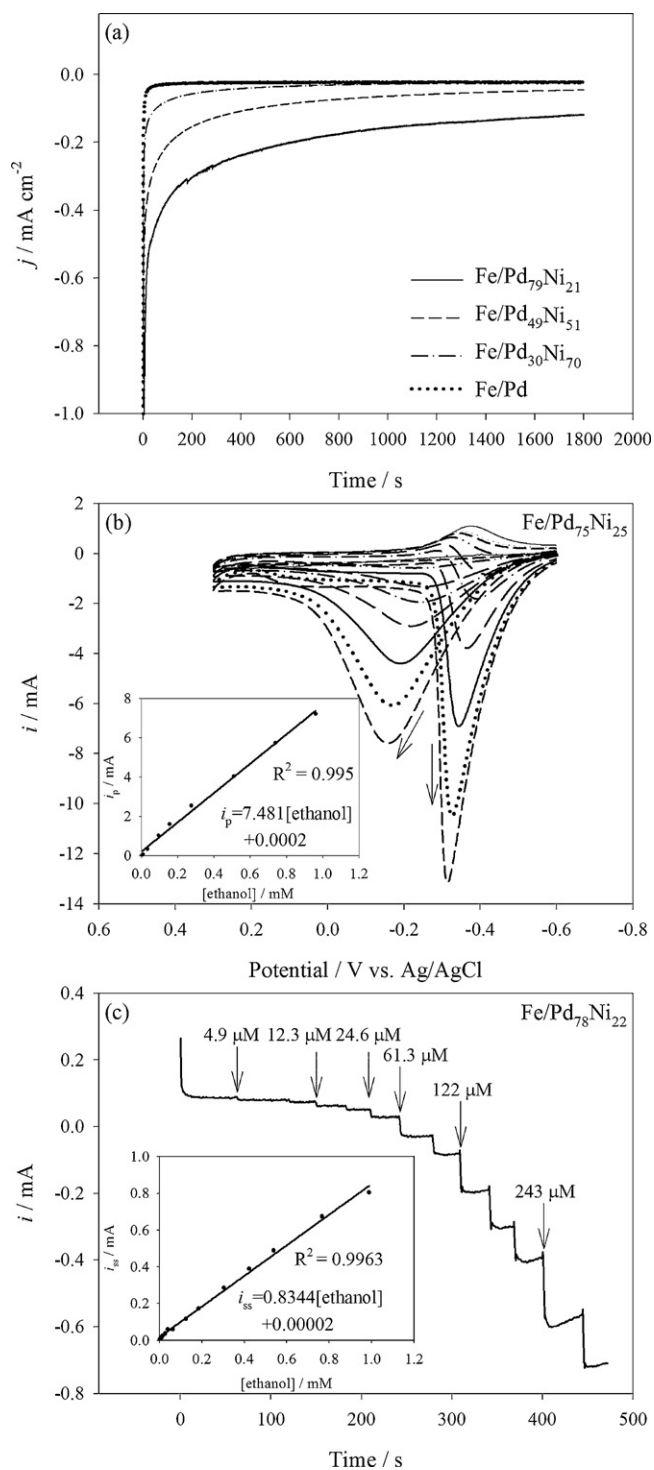 (a)
0.0
-0.2
-0.4
-0.6
-0.8
-1.0
j / mA cm⁻²
Fe/Pd₇₉Ni₂₁
Fe/Pd₄₉Ni₅₁
Fe/Pd₃₀Ni₇₀
Fe/Pd
0 200 400 600 800 1000 1200 1400 1600 1800 2000
Time / s
(b)
Fe/Pd₇₅Ni₂₅
2
0
-2
-4
-6
-8
-10
-12
-14
i / mA
8
6
4
2
0
iₚ / mA
R² = 0.995
iₚ=7.481[ethanol]
+0.0002
0 0.2 0.4 0.6 0.8 1.0 1.2
[ethanol] / mM
0.6 0.4 0.2 0.0 -0.2 -0.4 -0.6 -0.8
Potential / V vs. Ag/AgCl
(c)
Fe/Pd₇₈Ni₂₂
0.4
0.2
0.0
-0.2
-0.4
-0.6
-0.8
i / mA
4.9 µM 12.3 µM 24.6 µM
61.3 µM
122 µM
243 µM
1.0
0.8
0.6
0.4
0.2
0.0
iₛₛ / mA
R² = 0.9963
iₛₛ=0.8344[ethanol]
+0.00002
0.0 0.2 0.4 0.6 0.8 1.0 1.2
[ethanol] / mM
0 100 200 300 400 500
Time / s